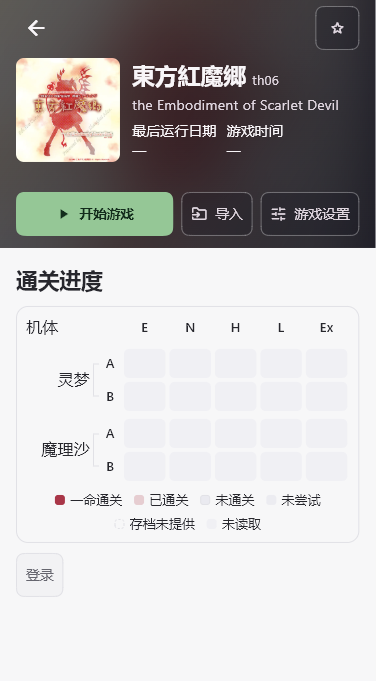 東方紅魔郷 th06
the Embodiment of Scarlet Devil
最后运行日期 游戏时间
— —
开始游戏 导入 游戏设置
通关进度
机体 E N H L Ex
灵梦
A
B
魔理沙
A
B
一命通关 已通关 未通关 未尝试
存档未提供 未读取
登录